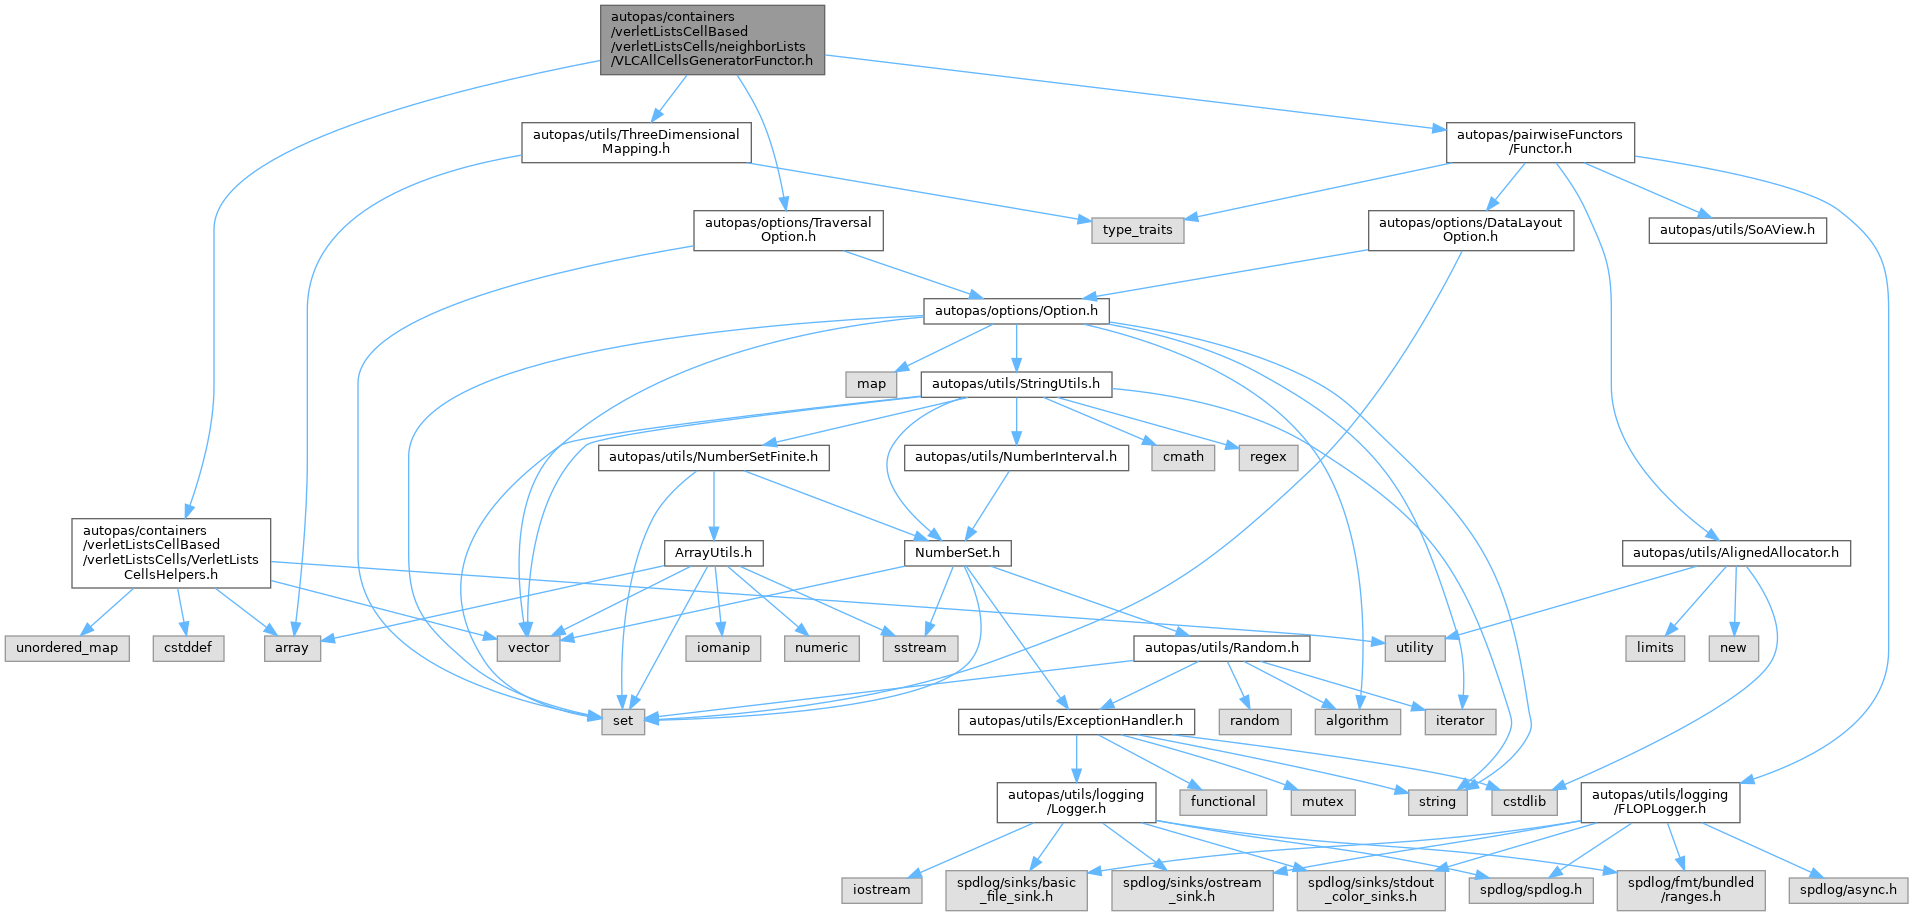 autopas/containers
/verletListsCellBased
/verletListsCells/neighborLists
/VLCAllCellsGeneratorFunctor.h
autopas/utils/ThreeDimensional
Mapping.h
autopas/pairwiseFunctors
/Functor.h
autopas/options/Traversal
Option.h
type_traits
autopas/options/DataLayout
Option.h
autopas/utils/SoAView.h
autopas/options/Option.h
map
autopas/utils/StringUtils.h
autopas/utils/NumberSetFinite.h
autopas/utils/NumberInterval.h
cmath
regex
autopas/containers
/verletListsCellBased
/verletListsCells/VerletLists
CellsHelpers.h
ArrayUtils.h
NumberSet.h
autopas/utils/AlignedAllocator.h
unordered_map
cstddef
array
vector
iomanip
numeric
sstream
autopas/utils/Random.h
utility
limits
new
set
autopas/utils/ExceptionHandler.h
random
algorithm
iterator
autopas/utils/logging
/Logger.h
functional
mutex
string
cstdlib
autopas/utils/logging
/FLOPLogger.h
iostream
spdlog/sinks/basic
_file_sink.h
spdlog/sinks/ostream
_sink.h
spdlog/sinks/stdout
_color_sinks.h
spdlog/spdlog.h
spdlog/fmt/bundled
/ranges.h
spdlog/async.h